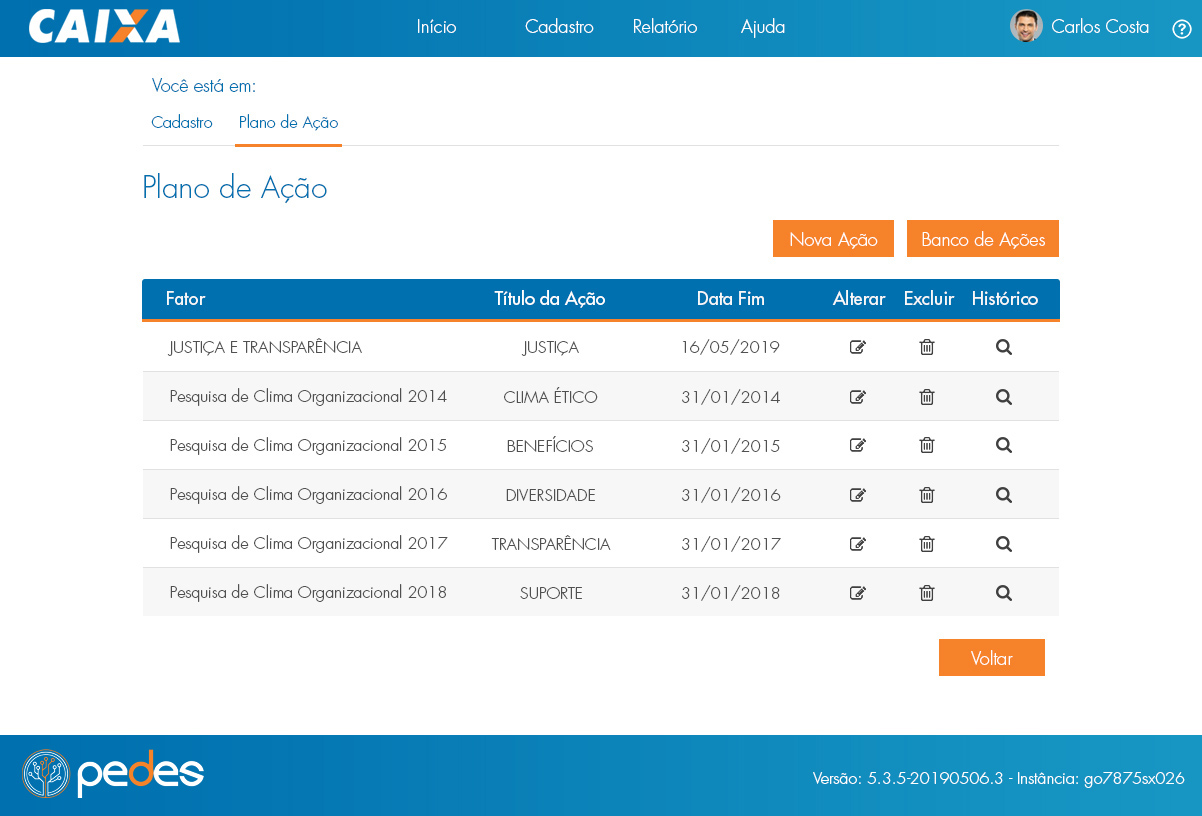 CAIXA Início Cadastro Relatório Ajuda Carlos Costa ?
Você está em:
Cadastro Plano de Ação
Plano de Ação
Nova Ação Banco de Ações
Fator Título da Ação Data Fim Alterar Excluir Histórico
JUSTIÇA E TRANSPARÊNCIA JUSTIÇA 16/05/2019
Pesquisa de Clima Organizacional 2014 CLIMA ÉTICO 31/01/2014
Pesquisa de Clima Organizacional 2015 BENEFÍCIOS 31/01/2015
Pesquisa de Clima Organizacional 2016 DIVERSIDADE 31/01/2016
Pesquisa de Clima Organizacional 2017 TRANSPARÊNCIA 31/01/2017
Pesquisa de Clima Organizacional 2018 SUPORTE 31/01/2018
Voltar
pedes Versão: 5.3.5-20190506.3 - Instância: go7875sx026